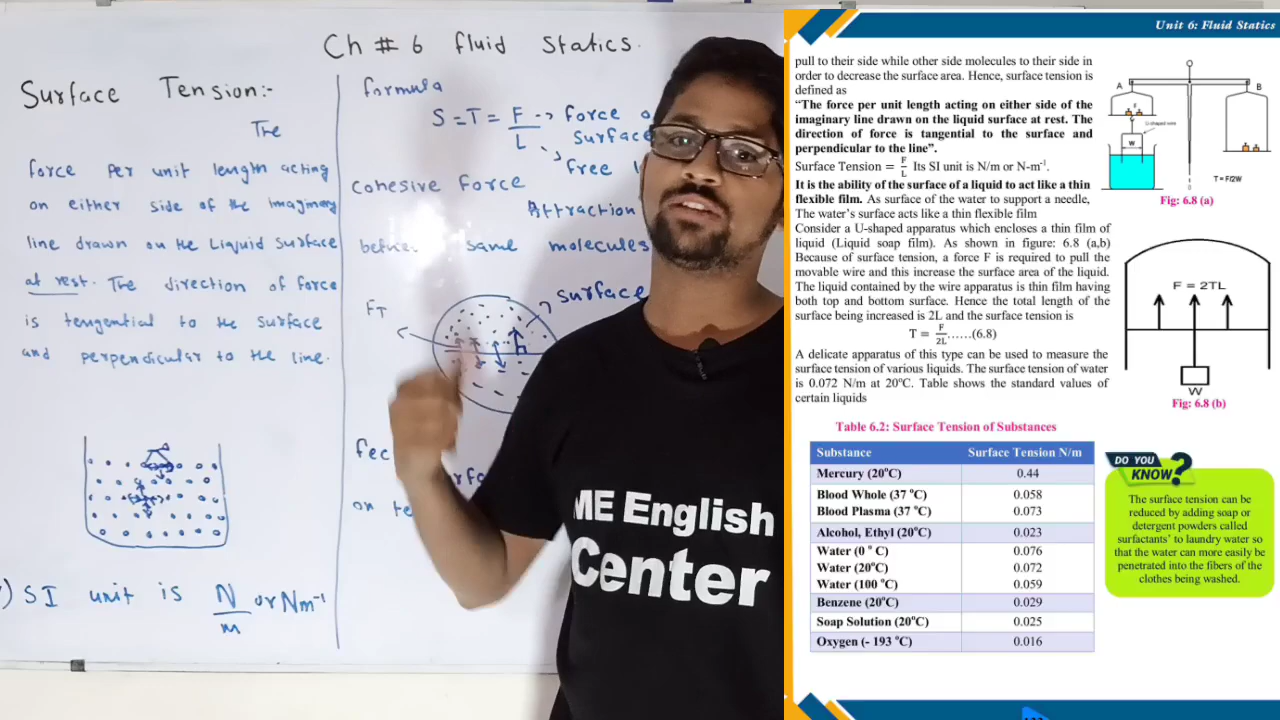 Ch # 6 fluid statics.
Surface Tension:-
The
force per unit length acting
on either side of the imaginary
line drawn on the liquid surface
at rest. The direction of force
is tengential to the surface
and perpendicular to the line.
SI unit is N/m or Nm⁻¹
formula
S = T = F/L
force
surface
free
Cohesive force
Attraction
same molecules
surface
FT
ME English
Center
Unit 6: Fluid Statics
pull to their side while other side molecules to their side in
order to decrease the surface area. Hence, surface tension is
defined as
“The force per unit length acting on either side of the
imaginary line drawn on the liquid surface at rest. The
direction of force is tangential to the surface and
perpendicular to the line”.
Surface Tension = F/L Its SI unit is N/m or N-m⁻¹.
It is the ability of the surface of a liquid to act like a thin
flexible film. As surface of the water to support a needle,
The water’s surface acts like a thin flexible film
Consider a U-shaped apparatus which encloses a thin film of
liquid (Liquid soap film). As shown in figure: 6.8 (a,b)
Because of surface tension, a force F is required to pull the
movable wire and this increase the surface area of the liquid.
The liquid contained by the wire apparatus is thin film having
both top and bottom surface. Hence the total length of the
surface being increased is 2L and the surface tension is
T = F/2L ......(6.8)
A delicate apparatus of this type can be used to measure the
surface tension of various liquids. The surface tension of water
is 0.072 N/m at 20°C. Table shows the standard values of
certain liquids
A B
U-shaped wire
W
T = F/2W
Fig: 6.8 (a)
F = 2TL
W
Fig: 6.8 (b)
Table 6.2: Surface Tension of Substances
Substance Surface Tension N/m
Mercury (20°C) 0.44
Blood Whole (37 °C) 0.058
Blood Plasma (37 °C) 0.073
Alcohol, Ethyl (20°C) 0.023
Water (0 ° C) 0.076
Water (20°C) 0.072
Water (100 °C) 0.059
Benzene (20°C) 0.029
Soap Solution (20°C) 0.025
Oxygen (- 193 °C) 0.016
DO YOU
KNOW?
The surface tension can be
reduced by adding soap or
detergent powders called
surfactants’ to laundry water so
that the water can more easily be
penetrated into the fibers of the
clothes being washed.